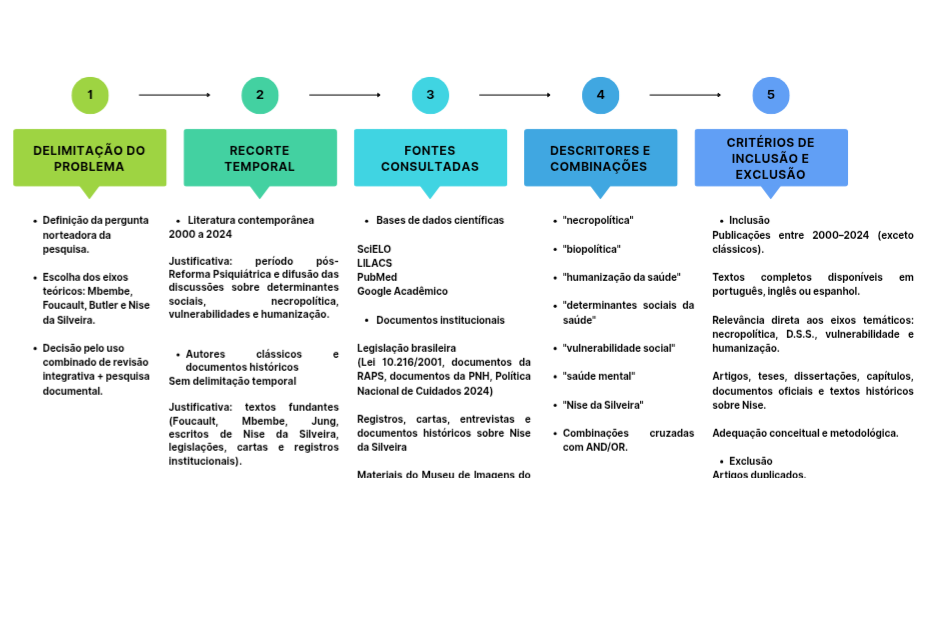 1
2
3
4
5
DELIMITAÇÃO DO
PROBLEMA
RECORTE
TEMPORAL
FONTES
CONSULTADAS
DESCRITORES E
COMBINAÇÕES
CRITÉRIOS DE
INCLUSÃO E
EXCLUSÃO
• Definição da pergunta
norteadora da
pesquisa.
• Escolha dos eixos
teóricos: Mbembe,
Foucault, Butler e Nise
da Silveira.
• Decisão pelo uso
combinado de revisão
integrativa + pesquisa
documental.
• Literatura contemporânea
2000 a 2024
Justificativa: período pós-
Reforma Psiquiátrica e difusão das
discussões sobre determinantes
sociais, necropolítica,
vulnerabilidades e humanização.
• Autores clássicos e
documentos históricos
Sem delimitação temporal
Justificativa: textos fundantes
(Foucault, Mbembe, Jung,
escritos de Nise da Silveira,
legislações, cartas e registros
institucionais).
• Bases de dados científicas
SciELO
LILACS
PubMed
Google Acadêmico
• Documentos institucionais
Legislação brasileira
(Lei 10.216/2001, documentos da
RAPS, documentos da PNH, Política
Nacional de Cuidados 2024)
Registros, cartas, entrevistas e
documentos históricos sobre Nise
da Silveira
Materiais do Museu de Imagens do
• "necropolítica"
• "biopolítica"
• "humanização da saúde"
• "determinantes sociais da
saúde"
• "vulnerabilidade social"
• "saúde mental"
• "Nise da Silveira"
• Combinações cruzadas
com AND/OR.
• Inclusão
Publicações entre 2000–2024 (exceto
clássicos).
Textos completos disponíveis em
português, inglês ou espanhol.
Relevância direta aos eixos temáticos:
necropolítica, D.S.S., vulnerabilidade e
humanização.
Artigos, teses, dissertações, capítulos,
documentos oficiais e textos históricos
sobre Nise.
Adequação conceitual e metodológica.
• Exclusão
Artigos duplicados.